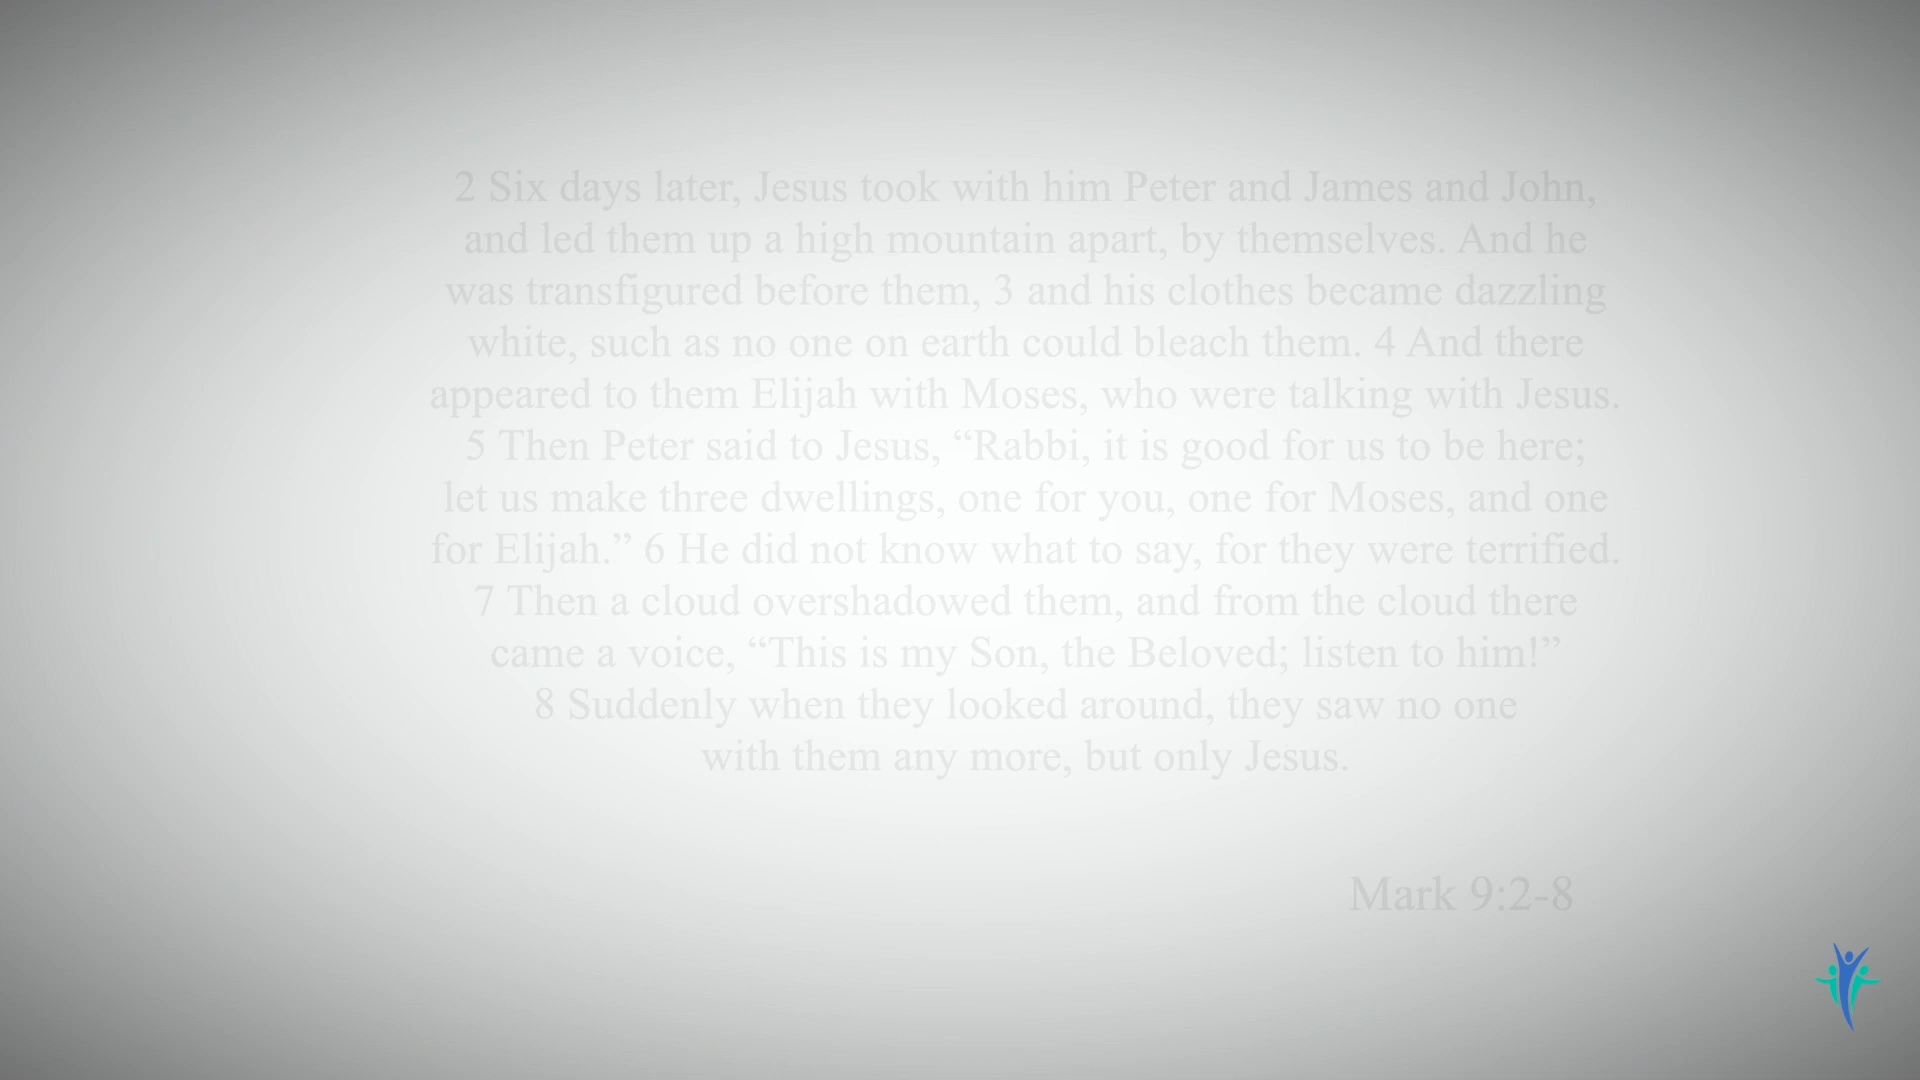 2 Six days later, Jesus took with him Peter and James and John,
and led them up a high mountain apart, by themselves. And he
was transfigured before them, 3 and his clothes became dazzling
white, such as no one on earth could bleach them. 4 And there
appeared to them Elijah with Moses, who were talking with Jesus.
5 Then Peter said to Jesus, “Rabbi, it is good for us to be here;
let us make three dwellings, one for you, one for Moses, and one
for Elijah.” 6 He did not know what to say, for they were terrified.
7 Then a cloud overshadowed them, and from the cloud there
came a voice, “This is my Son, the Beloved; listen to him!”
8 Suddenly when they looked around, they saw no one
with them any more, but only Jesus.
Mark 9:2-8